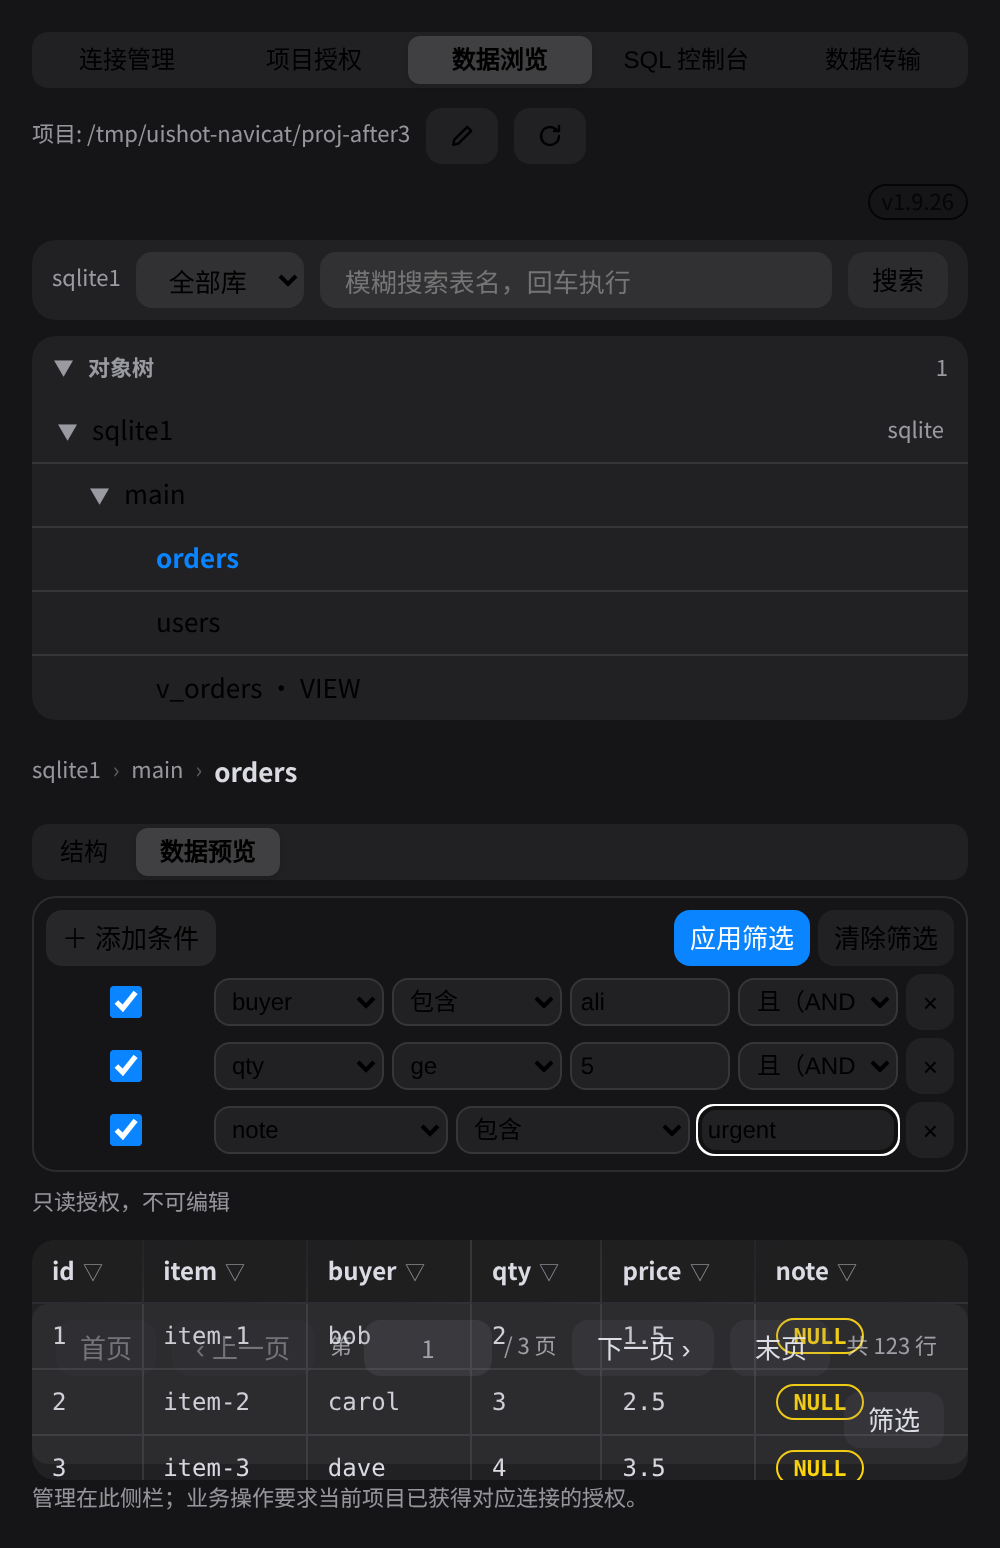 连接管理 项目授权 数据浏览 SQL 控制台 数据传输
项目: /tmp/uishot-navicat/proj-after3
v1.9.26
sqlite1 全部库 模糊搜索表名，回车执行 搜索
▼ 对象树 1
▼ sqlite1 sqlite
▼ main
orders
users
v_orders · VIEW
sqlite1 › main › orders
结构 数据预览
＋ 添加条件 应用筛选 清除筛选
buyer 包含 ali 且（AND ×
qty ge 5 且（AND ×
note 包含 urgent ×
只读授权，不可编辑
id ▽ item ▽ buyer ▽ qty ▽ price ▽ note ▽
1 item-1 bob 2 1.5 NULL
首页 ‹ 上一页 第 1 / 3 页 下一页 › 末页 共 123 行
2 item-2 carol 3 2.5 NULL
筛选
3 item-3 dave 4 3.5 NULL
管理在此侧栏；业务操作要求当前项目已获得对应连接的授权。